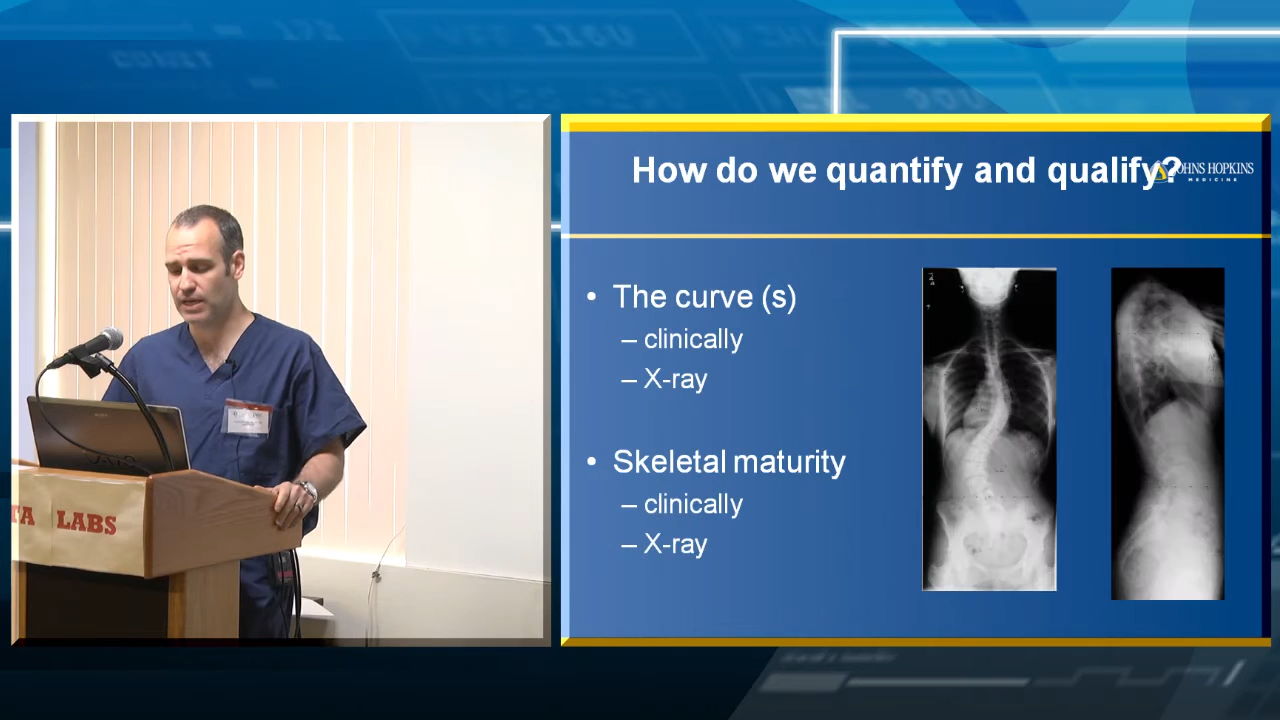 How do we quantify and qualify?
JOHNS HOPKINS
MEDICINE
• The curve (s)
– clinically
– X-ray
• Skeletal maturity
– clinically
– X-ray
LABS